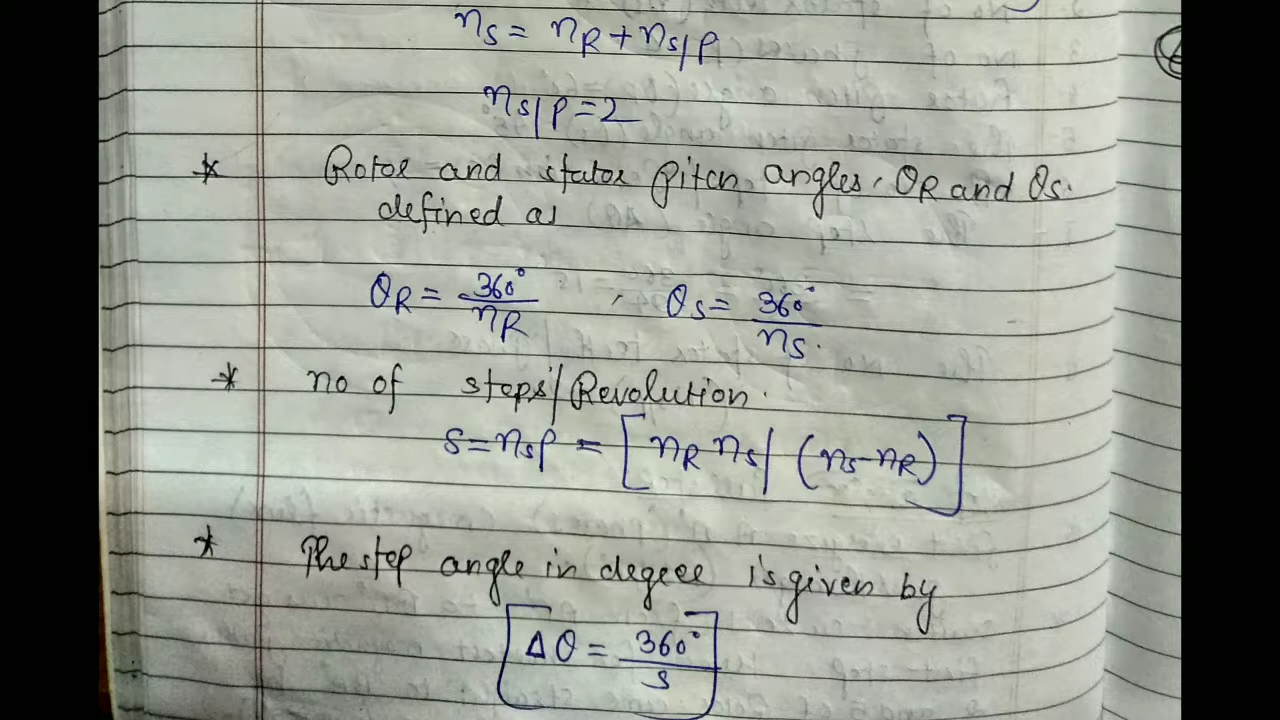 ns = nR + ns/p
ns/p = 2
* Rotor and stator pitch angles, θR and θs.
defined as
θR = 360°/nR , θs = 360°/ns.
* no of steps/Revolution.
S = nsp = [nR ns/ (ns-nR)]
* The step angle in degree is given by
Δθ = 360°/s